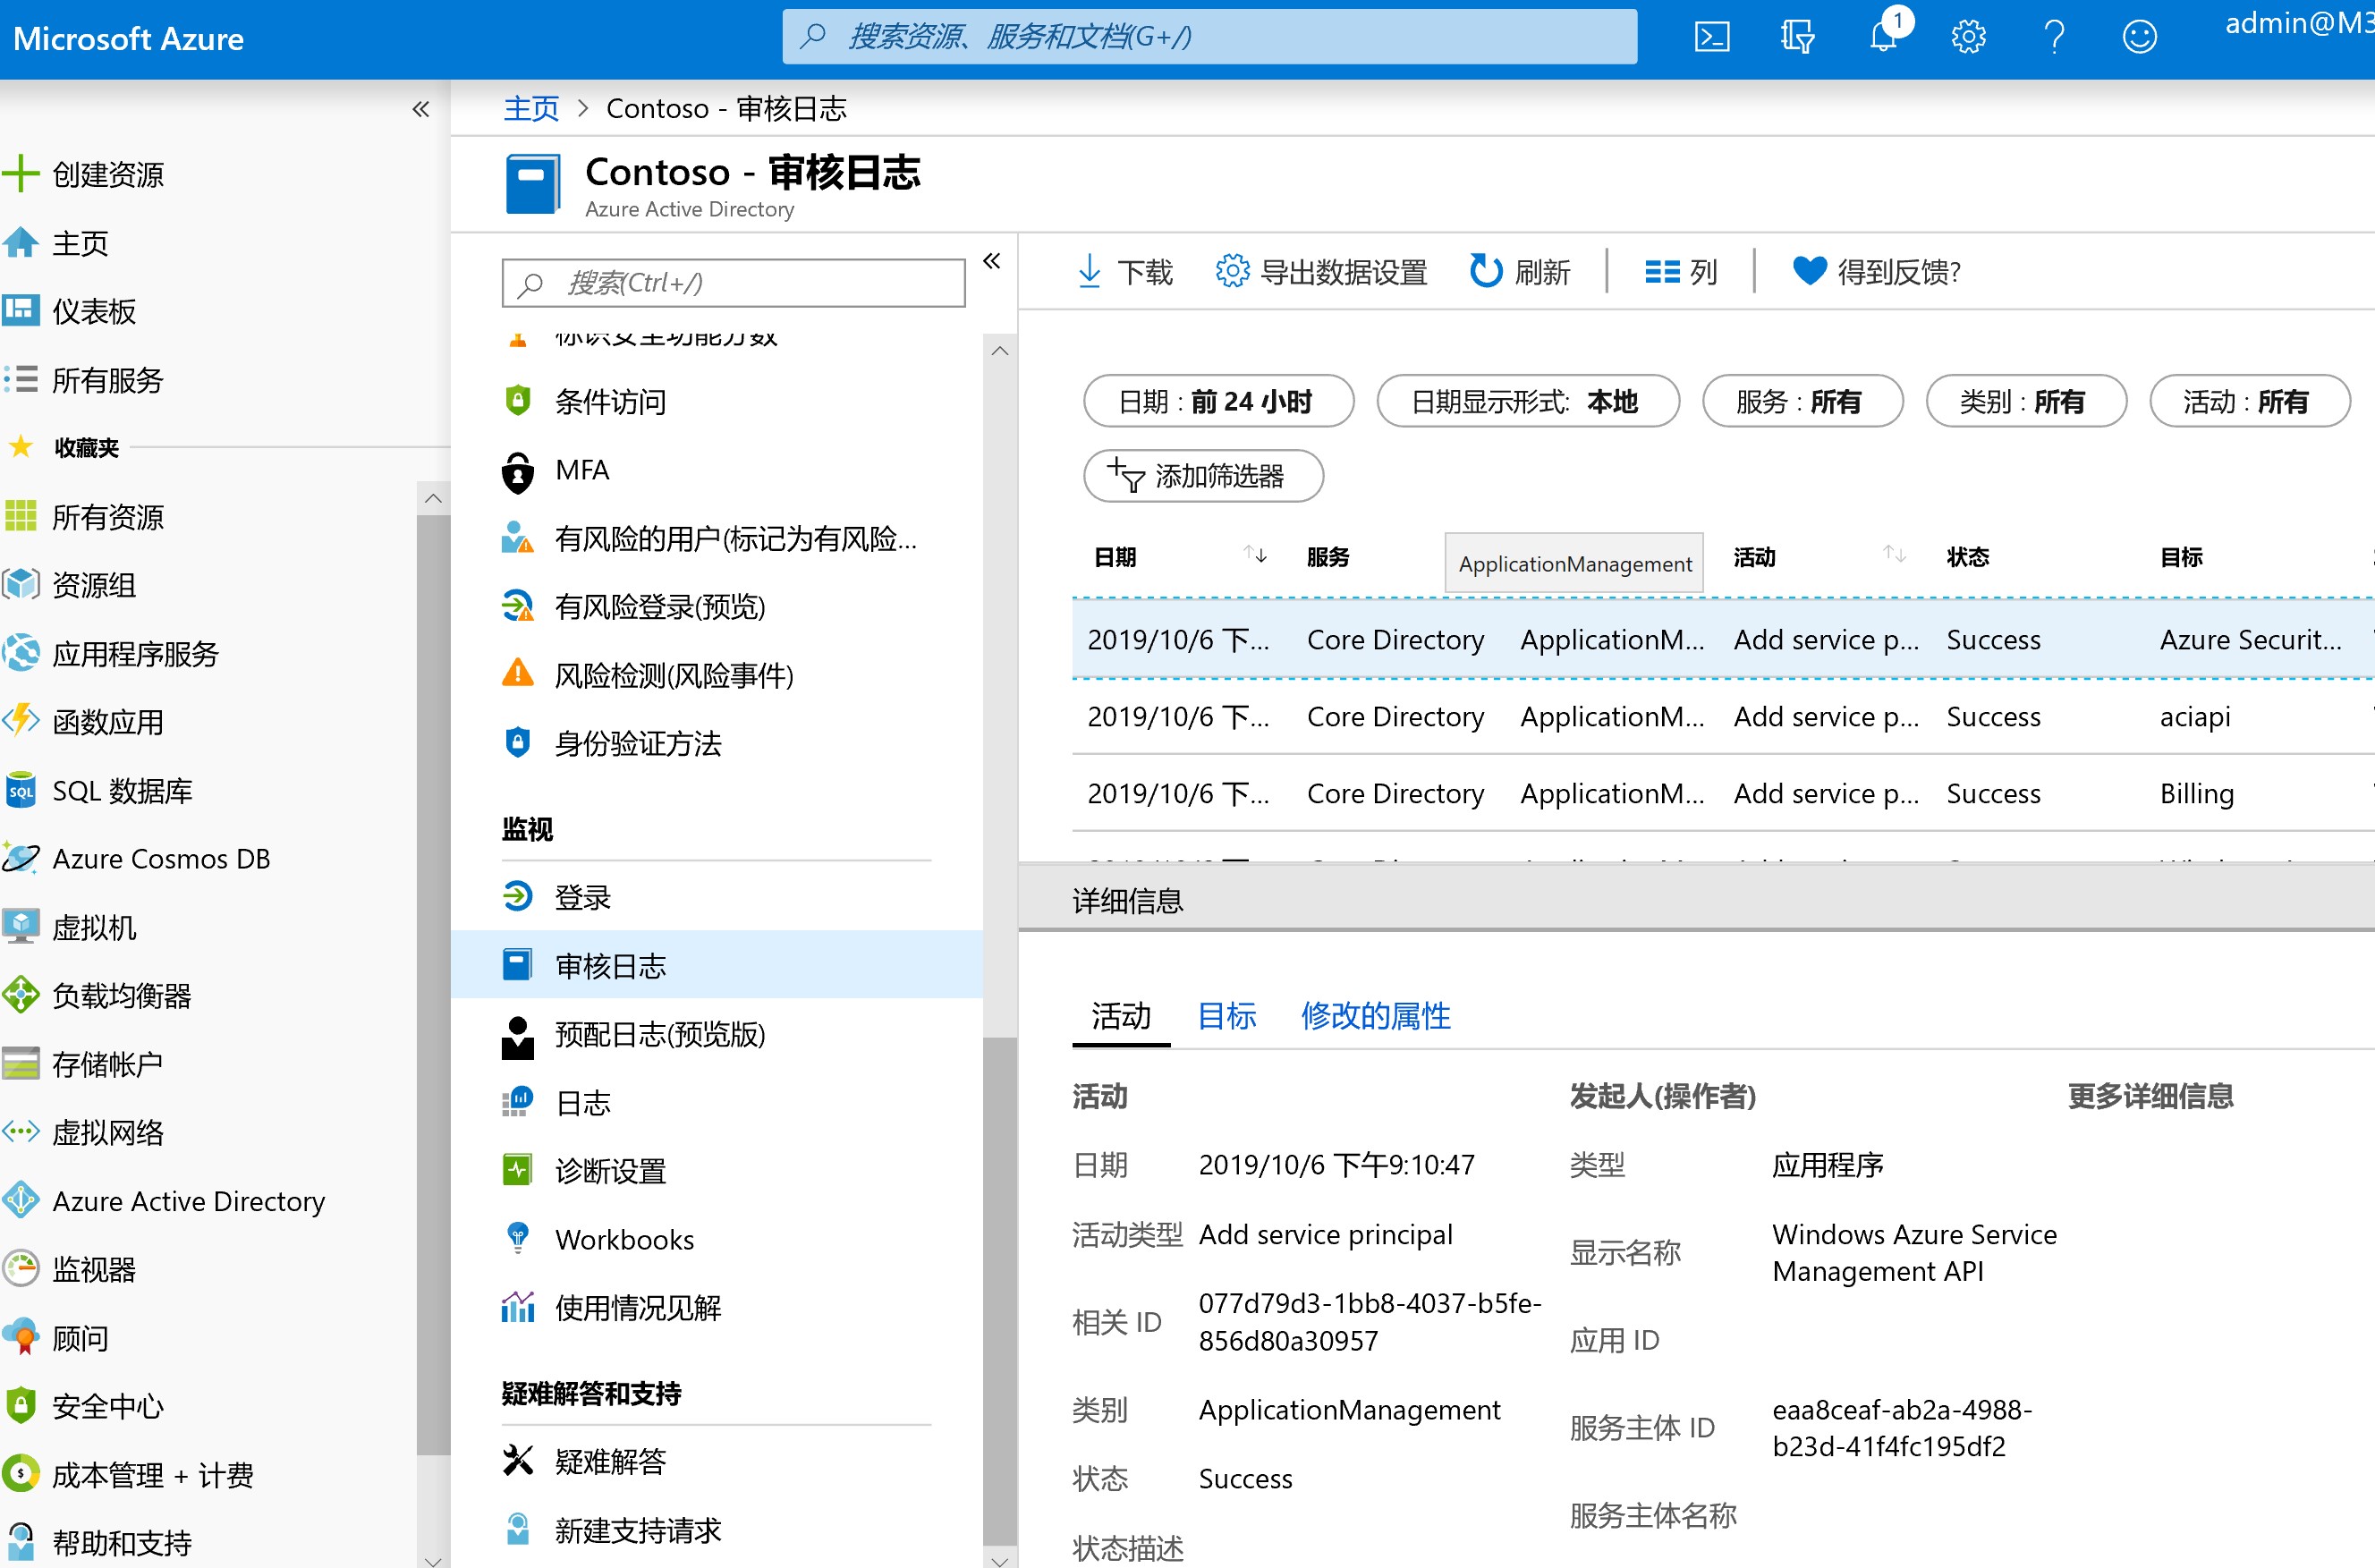 Microsoft Azure
搜索资源、服务和文档(G+/)
1
admin@M3
创建资源
主页
仪表板
所有服务
收藏夹
所有资源
资源组
应用程序服务
函数应用
SQL 数据库
Azure Cosmos DB
虚拟机
负载均衡器
存储帐户
虚拟网络
Azure Active Directory
监视器
顾问
安全中心
成本管理 + 计费
帮助和支持
主页 > Contoso - 审核日志
Contoso - 审核日志
Azure Active Directory
搜索(Ctrl+/)
标识安全功能分数
条件访问
MFA
有风险的用户(标记为有风险...
有风险登录(预览)
风险检测(风险事件)
身份验证方法
监视
登录
审核日志
预配日志(预览版)
日志
诊断设置
Workbooks
使用情况见解
疑难解答和支持
疑难解答
新建支持请求
下载 导出数据设置 刷新 列 得到反馈?
日期 : 前 24 小时 日期显示形式: 本地 服务 : 所有 类别 : 所有 活动 : 所有
添加筛选器
日期 服务 ApplicationManagement 活动 状态 目标
2019/10/6 下... Core Directory ApplicationM... Add service p... Success Azure Securit...
2019/10/6 下... Core Directory ApplicationM... Add service p... Success aciapi
2019/10/6 下... Core Directory ApplicationM... Add service p... Success Billing
详细信息
活动 目标 修改的属性
活动 发起人(操作者) 更多详细信息
日期 2019/10/6 下午9:10:47 类型 应用程序
活动类型 Add service principal 显示名称 Windows Azure Service
Management API
相关 ID 077d79d3-1bb8-4037-b5fe-
856d80a30957 应用 ID
类别 ApplicationManagement 服务主体 ID eaa8ceaf-ab2a-4988-
b23d-41f4fc195df2
状态 Success 服务主体名称
状态描述